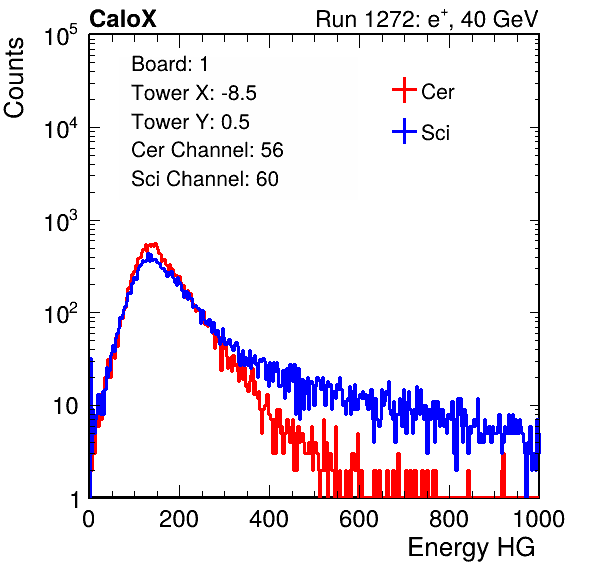 CaloX Run 1272: e⁺, 40 GeV
Counts
Board: 1
Tower X: -8.5
Tower Y: 0.5
Cer Channel: 56
Sci Channel: 60
Cer
Sci
10⁵
10⁴
10³
10²
10
1
0 200 400 600 800 1000
Energy HG